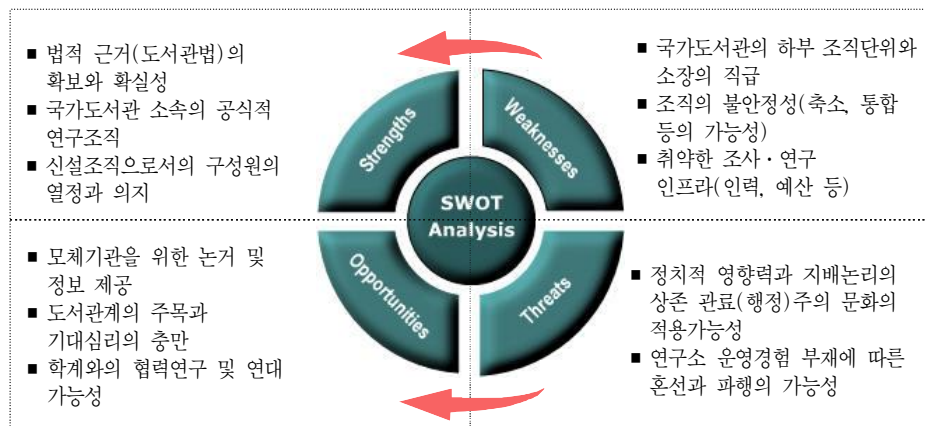 ■ 법적 근거(도서관법)의
확보와 확실성
■ 국가도서관 소속의 공식적
연구조직
■ 신설조직으로서의 구성원의
열정과 의지
Strengths
Weaknesses
■ 국가도서관의 하부 조직단위와
소장의 직급
■ 조직의 불안정성(축소, 통합
등의 가능성)
■ 취약한 조사・연구
인프라(인력, 예산 등)
SWOT
Analysis
■ 모체기관을 위한 논거 및
정보 제공
■ 도서관계의 주목과
기대심리의 충만
■ 학계와의 협력연구 및 연대
가능성
Opportunities
Threats
■ 정치적 영향력과 지배논리의
상존 관료(행정)주의 문화의
적용가능성
■ 연구소 운영경험 부재에 따른
혼선과 파행의 가능성